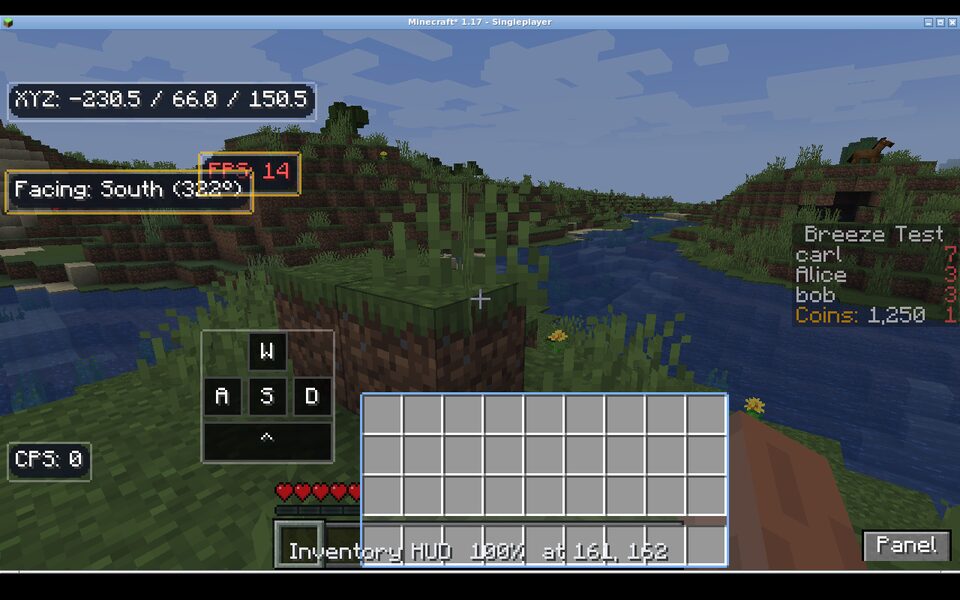 Minecraft* 1.17 - Singleplayer
XYZ: -230.5 / 66.0 / 150.5
FPS: 14
Facing: South (322°)
Breeze Test
carl 7
Alice 3
bob 3
Coins: 1,250 1
W
A S D
^
CPS: 0
Inventory HUD 100% at 161, 162
Panel